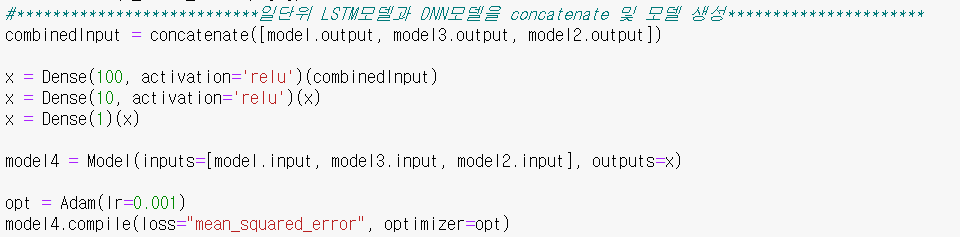 #***************************일단위 LSTM모델과 DNN모델을 concatenate 및 모델 생성**********************
combinedInput = concatenate([model.output, model3.output, model2.output])
x = Dense(100, activation='relu')(combinedInput)
x = Dense(10, activation='relu')(x)
x = Dense(1)(x)
model4 = Model(inputs=[model.input, model3.input, model2.input], outputs=x)
opt = Adam(lr=0.001)
model4.compile(loss="mean_squared_error", optimizer=opt)